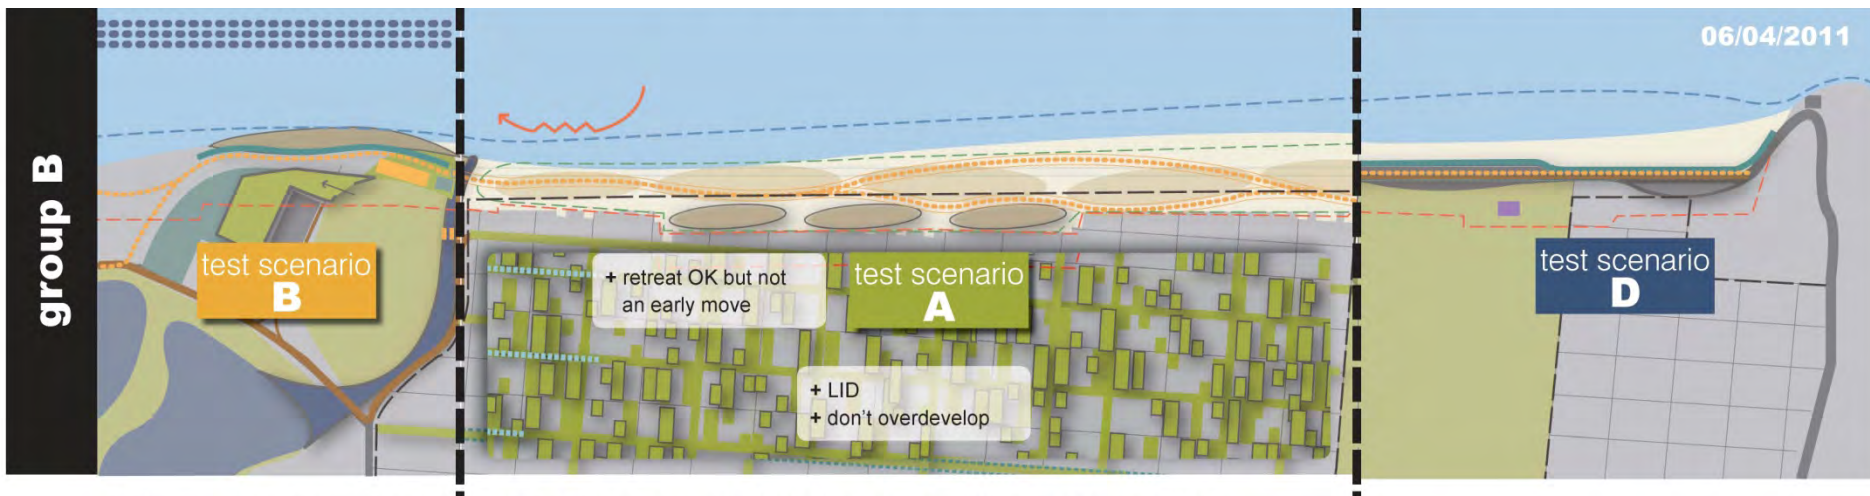 group B
06/04/2011
test scenario
B
+ retreat OK but not
an early move
test scenario
A
+ LID
+ don't overdevelop
test scenario
D